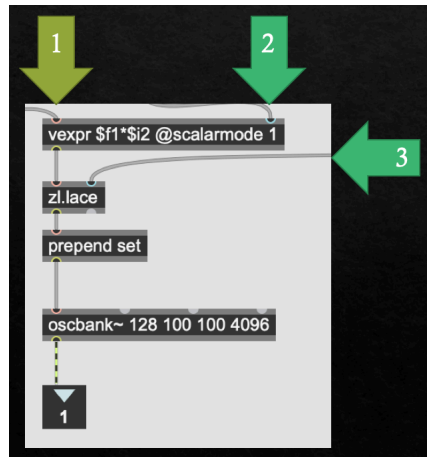 1
2
vexpr $f1*$i2 @scalarmode 1
3
zl.lace
prepend set
oscbank~ 128 100 100 4096
1